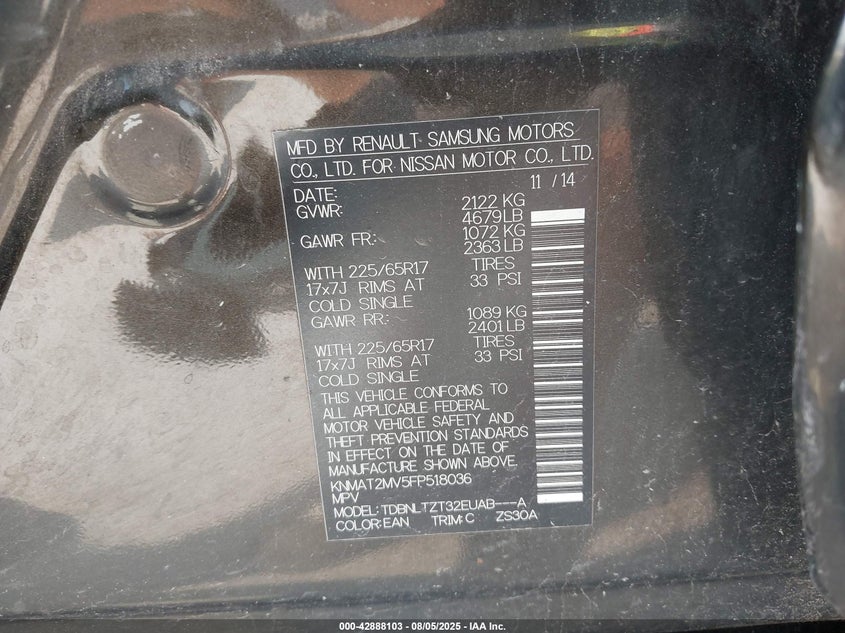 MFD BY RENAULT SAMSUNG MOTORS
CO., LTD. FOR NISSAN MOTOR CO., LTD.
DATE: 11 / 14
GVWR: 2122 KG
4679 LB
GAWR FR: 1072 KG
2363 LB
WITH 225/65R17 TIRES
17x7J RIMS AT 33 PSI
COLD SINGLE
GAWR RR: 1089 KG
2401 LB
WITH 225/65R17 TIRES
17x7J RIMS AT 33 PSI
COLD SINGLE
THIS VEHICLE CONFORMS TO
ALL APPLICABLE FEDERAL
MOTOR VEHICLE SAFETY AND
THEFT PREVENTION STANDARDS
IN EFFECT ON THE DATE OF
MANUFACTURE SHOWN ABOVE.
KNMAT2MV5FP518036
MPV
MODEL: TDBNLTZT32EUAB---A
COLOR: EAN TRIM: C ZS30A
000-42888103 - 08/05/2025 - IAA Inc.